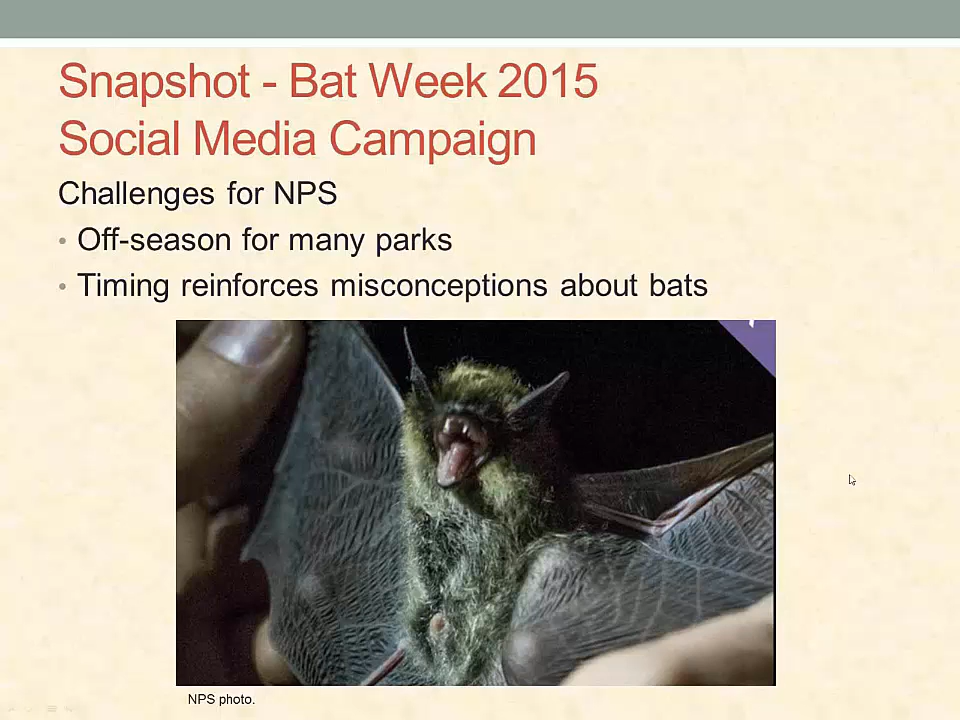 Snapshot - Bat Week 2015
Social Media Campaign
Challenges for NPS
• Off-season for many parks
• Timing reinforces misconceptions about bats
NPS photo.